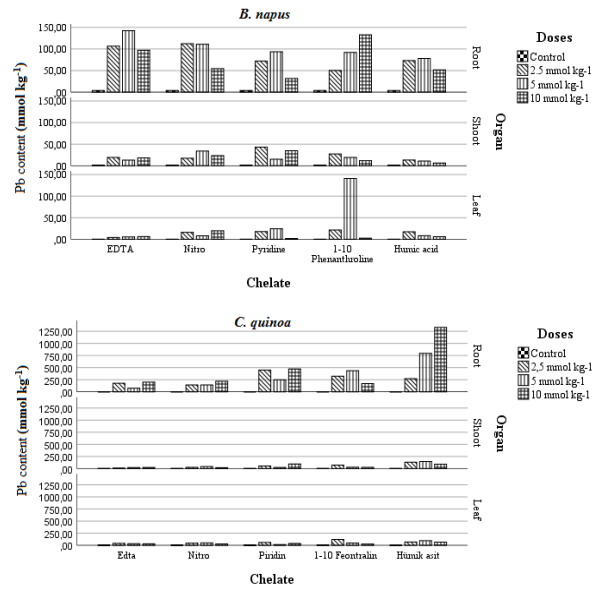 B. napus
Doses
Control
2.5 mmol kg-1
5 mmol kg-1
10 mmol kg-1
Pb content (mmol kg-1)
150,00
100,00
50,00
,00
Root
150,00
100,00
50,00
,00
Shoot
150,00
100,00
50,00
,00
Leaf
Organ
EDTA
Nitro
Pyridine
1-10
Phenanthroline
Humic acid
Chelate
C. quinoa
Doses
Control
2,5 mmol kg-1
5 mmol kg-1
10 mmol kg-1
Pb content (mmol kg-1)
1250,00
1000,00
750,00
500,00
250,00
,00
Root
1250,00
1000,00
750,00
500,00
250,00
,00
Shoot
1250,00
1000,00
750,00
500,00
250,00
,00
Leaf
Organ
Edta
Nitro
Piridin
1-10 Feontralin
Hümik asit
Chelate